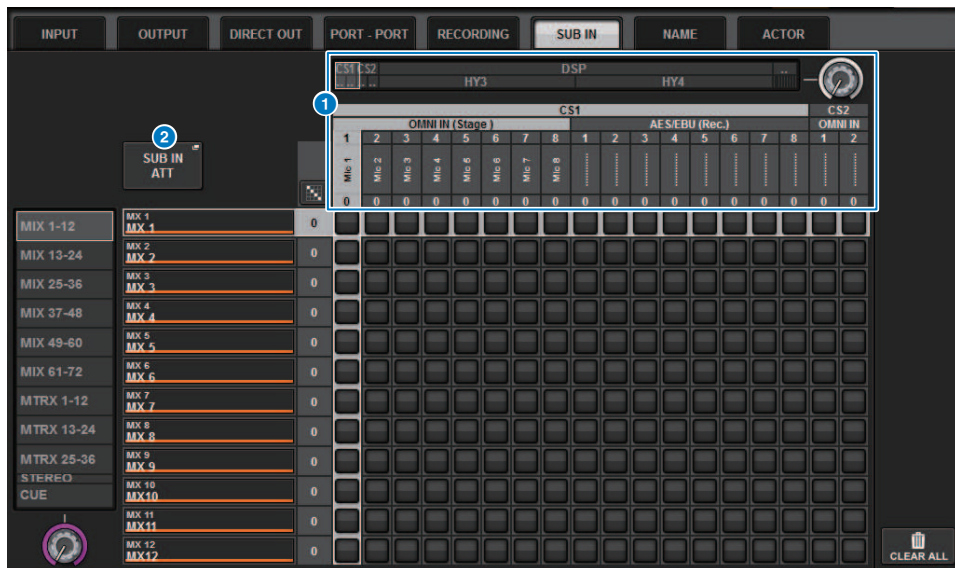 INPUT OUTPUT DIRECT OUT PORT - PORT RECORDING SUB IN NAME ACTOR
CS1 CS2 DSP ..
.. .. .. .. HY3 HY4
1
CS1 CS2
OMNI IN (Stage ) AES/EBU (Rec.) OMNI IN
1 2 3 4 5 6 7 8 1 2 3 4 5 6 7 8 1 2
Mic 1 Mic 2 Mic 3 Mic 4 Mic 5 Mic 6 Mic 7 Mic 8
0 0 0 0 0 0 0 0 0 0 0 0 0 0 0 0 0 0
2
SUB IN
ATT
MIX 1-12
MIX 13-24
MIX 25-36
MIX 37-48
MIX 49-60
MIX 61-72
MTRX 1-12
MTRX 13-24
MTRX 25-36
STEREO
CUE
MX 1
MX 1 0
MX 2
MX 2 0
MX 3
MX 3 0
MX 4
MX 4 0
MX 5
MX 5 0
MX 6
MX 6 0
MX 7
MX 7 0
MX 8
MX 8 0
MX 9
MX 9 0
MX 10
MX10 0
MX 11
MX11 0
MX 12
MX12 0
CLEAR ALL